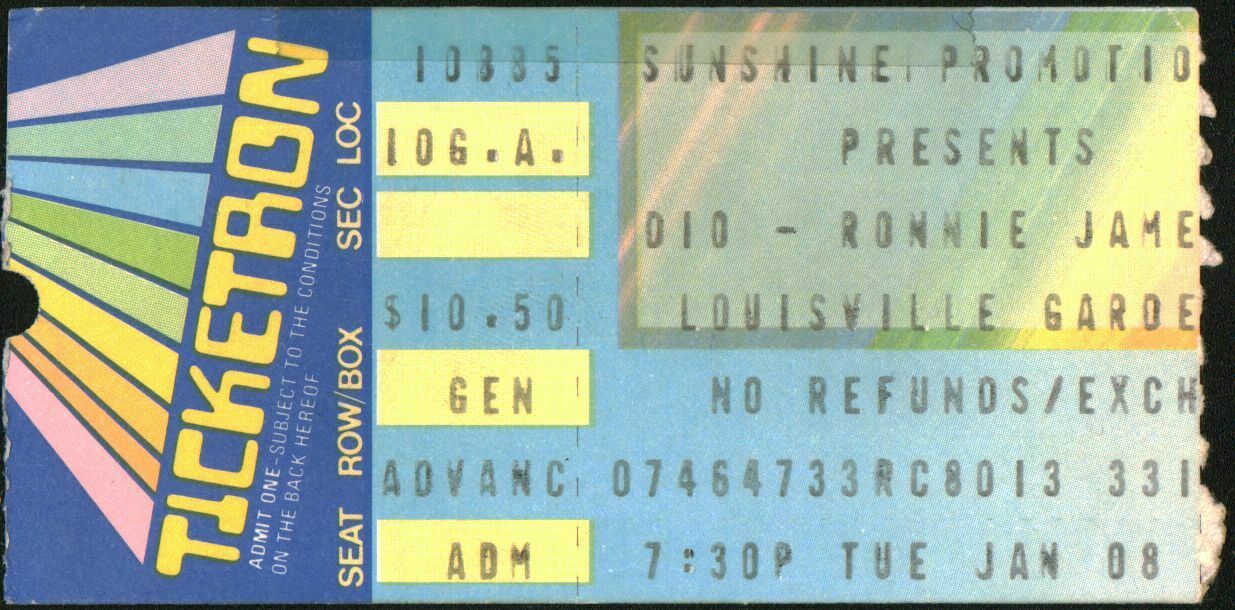 TICKETRON
ADMIT ONE-SUBJECT TO THE CONDITIONS
ON THE BACK HEREOF
SEAT ROW/BOX SEC LOC
10885
10G.A.
$10.50
GEN
ADVANC
ADM
SUNSHINE PROMOTIO
PRESENTS
DIO - RONNIE JAME
LOUISVILLE GARDE
NO REFUNDS/EXCH
07464733RC8013 331
7:30P TUE JAN 08